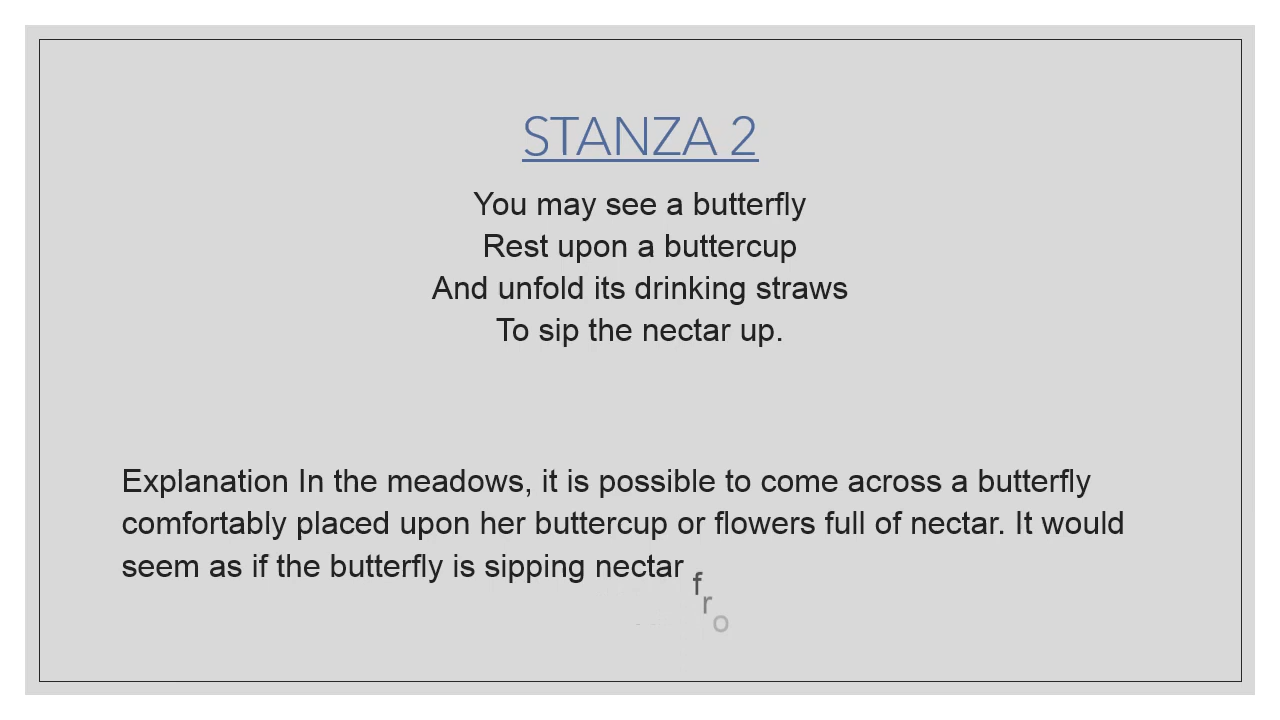 STANZA 2
You may see a butterfly
Rest upon a buttercup
And unfold its drinking straws
To sip the nectar up.
Explanation In the meadows, it is possible to come across a butterfly
comfortably placed upon her buttercup or flowers full of nectar. It would
seem as if the butterfly is sipping nectar fro